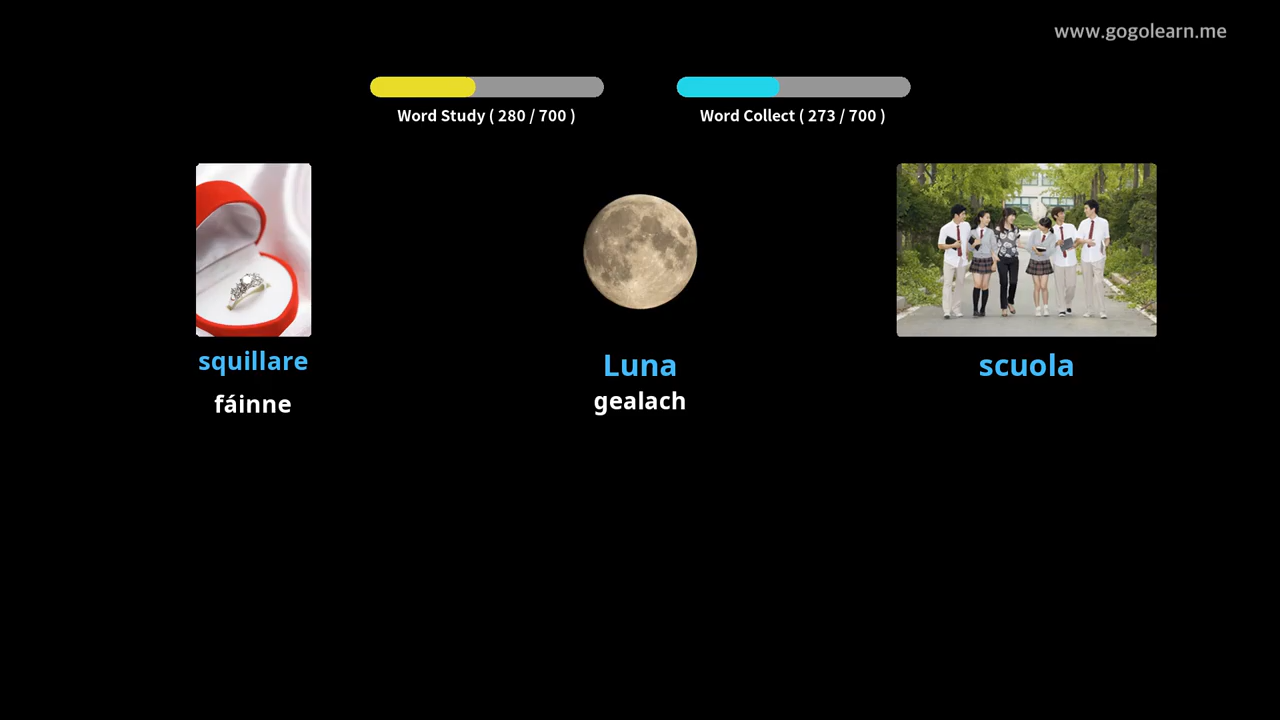 www.gogolearn.me
Word Study ( 280 / 700 )
Word Collect ( 273 / 700 )
squillare
fáinne
Luna
gealach
scuola